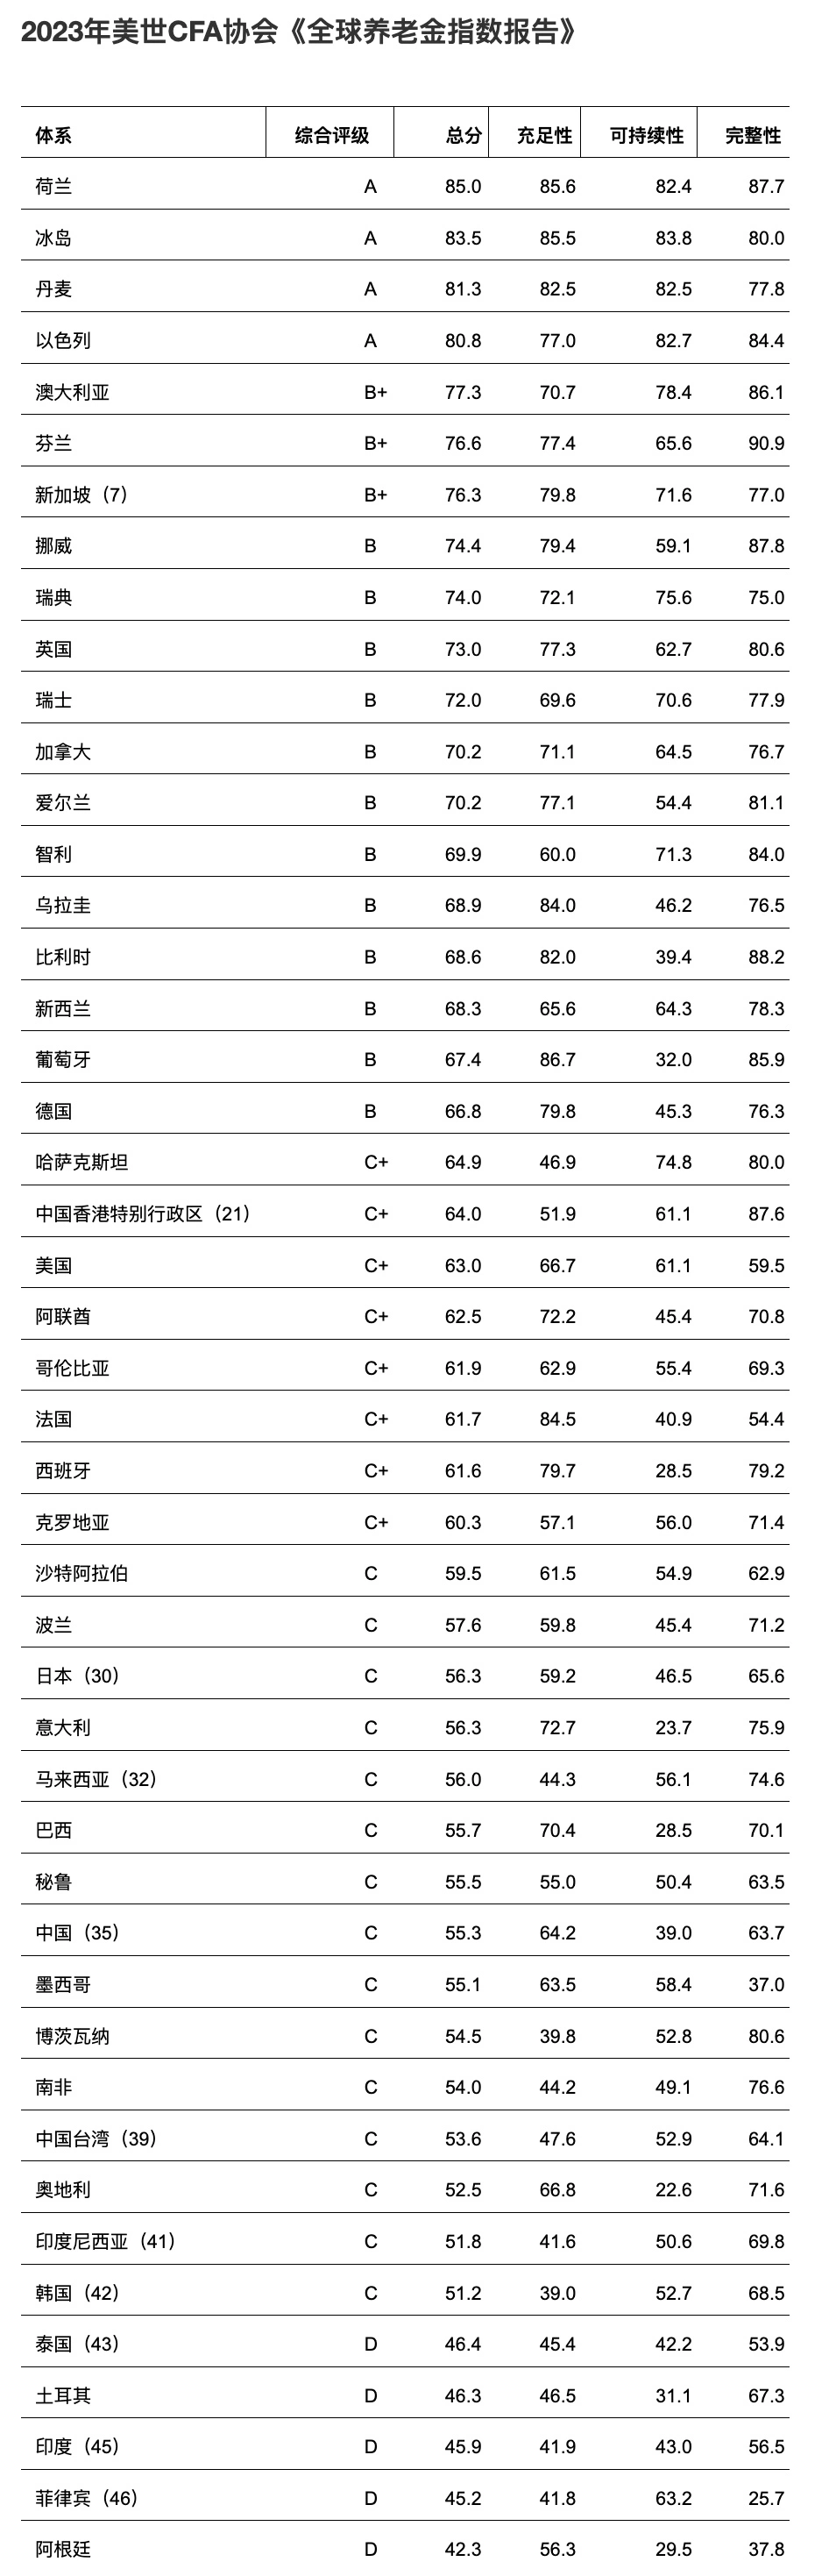 2023年美世CFA协会《全球养老金指数报告》
体系 综合评级 总分 充足性 可持续性 完整性
荷兰 A 85.0 85.6 82.4 87.7
冰岛 A 83.5 85.5 83.8 80.0
丹麦 A 81.3 82.5 82.5 77.8
以色列 A 80.8 77.0 82.7 84.4
澳大利亚 B+ 77.3 70.7 78.4 86.1
芬兰 B+ 76.6 77.4 65.6 90.9
新加坡（7） B+ 76.3 79.8 71.6 77.0
挪威 B 74.4 79.4 59.1 87.8
瑞典 B 74.0 72.1 75.6 75.0
英国 B 73.0 77.3 62.7 80.6
瑞士 B 72.0 69.6 70.6 77.9
加拿大 B 70.2 71.1 64.5 76.7
爱尔兰 B 70.2 77.1 54.4 81.1
智利 B 69.9 60.0 71.3 84.0
乌拉圭 B 68.9 84.0 46.2 76.5
比利时 B 68.6 82.0 39.4 88.2
新西兰 B 68.3 65.6 64.3 78.3
葡萄牙 B 67.4 86.7 32.0 85.9
德国 B 66.8 79.8 45.3 76.3
哈萨克斯坦 C+ 64.9 46.9 74.8 80.0
中国香港特别行政区（21） C+ 64.0 51.9 61.1 87.6
美国 C+ 63.0 66.7 61.1 59.5
阿联酋 C+ 62.5 72.2 45.4 70.8
哥伦比亚 C+ 61.9 62.9 55.4 69.3
法国 C+ 61.7 84.5 40.9 54.4
西班牙 C+ 61.6 79.7 28.5 79.2
克罗地亚 C+ 60.3 57.1 56.0 71.4
沙特阿拉伯 C 59.5 61.5 54.9 62.9
波兰 C 57.6 59.8 45.4 71.2
日本（30） C 56.3 59.2 46.5 65.6
意大利 C 56.3 72.7 23.7 75.9
马来西亚（32） C 56.0 44.3 56.1 74.6
巴西 C 55.7 70.4 28.5 70.1
秘鲁 C 55.5 55.0 50.4 63.5
中国（35） C 55.3 64.2 39.0 63.7
墨西哥 C 55.1 63.5 58.4 37.0
博茨瓦纳 C 54.5 39.8 52.8 80.6
南非 C 54.0 44.2 49.1 76.6
中国台湾（39） C 53.6 47.6 52.9 64.1
奥地利 C 52.5 66.8 22.6 71.6
印度尼西亚（41） C 51.8 41.6 50.6 69.8
韩国（42） C 51.2 39.0 52.7 68.5
泰国（43） D 46.4 45.4 42.2 53.9
土耳其 D 46.3 46.5 31.1 67.3
印度（45） D 45.9 41.9 43.0 56.5
菲律宾（46） D 45.2 41.8 63.2 25.7
阿根廷 D 42.3 56.3 29.5 37.8